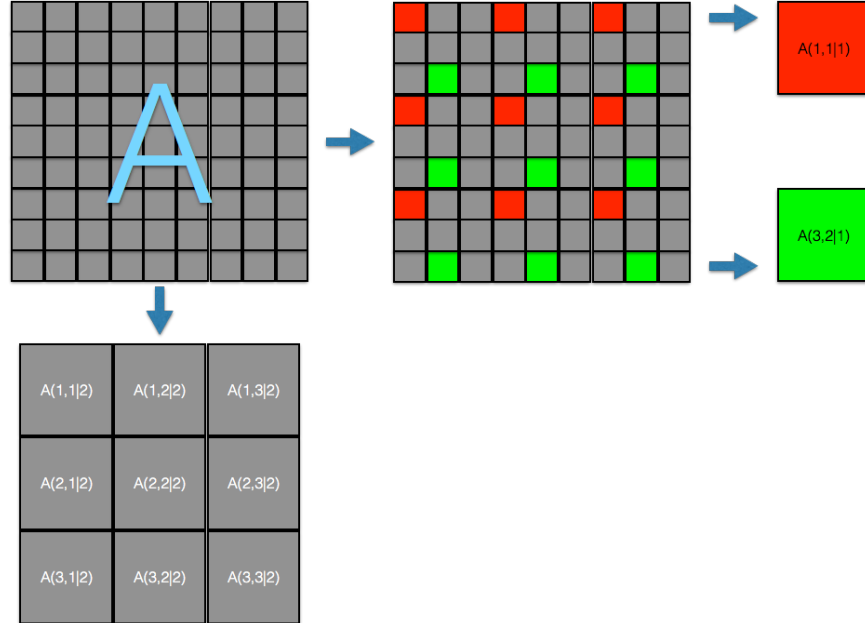 A
A(1,1|1)
A(3,2|1)
A(1,1|2) A(1,2|2) A(1,3|2)
A(2,1|2) A(2,2|2) A(2,3|2)
A(3,1|2) A(3,2|2) A(3,3|2)